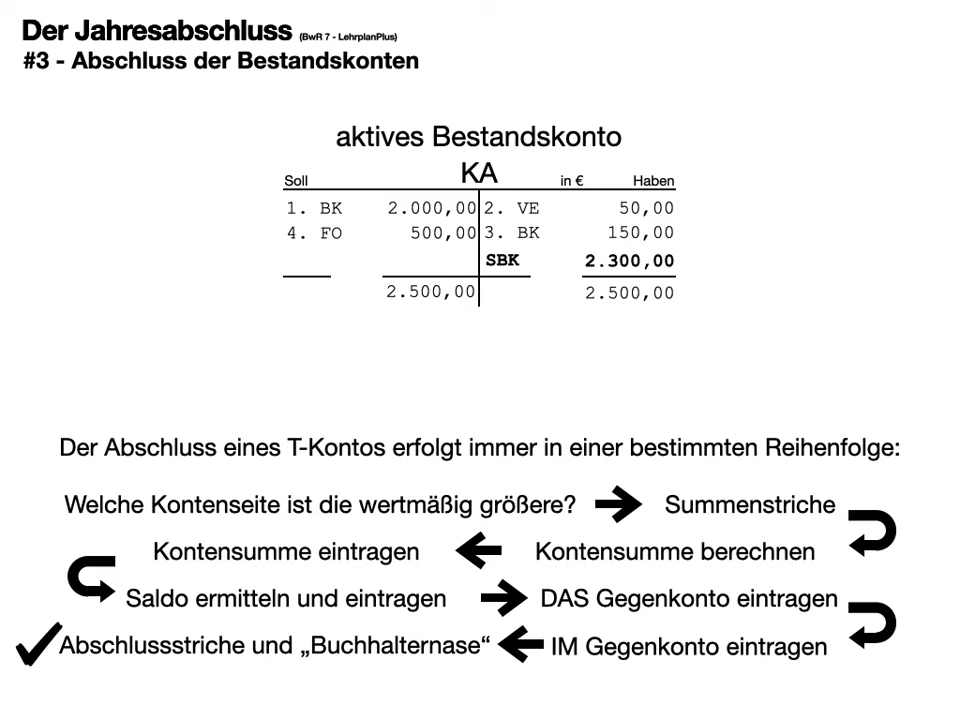 Der Jahresabschluss (BwR 7 - LehrplanPlus)
#3 - Abschluss der Bestandskonten
aktives Bestandskonto
Soll KA in € Haben
1. BK 2.000,00 2. VE 50,00
4. FO 500,00 3. BK 150,00
SBK 2.300,00
2.500,00 2.500,00
Der Abschluss eines T-Kontos erfolgt immer in einer bestimmten Reihenfolge:
Welche Kontenseite ist die wertmäßig größere? Summenstriche
Kontensumme eintragen Kontensumme berechnen
Saldo ermitteln und eintragen DAS Gegenkonto eintragen
Abschlussstriche und „Buchhalternase“ IM Gegenkonto eintragen